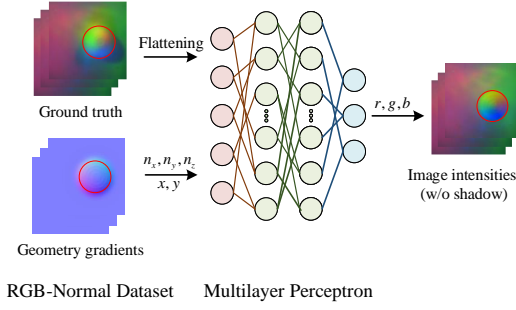 Flattening
Ground truth
n_x, n_y, n_z
x, y
Geometry gradients
r, g, b
Image intensities
(w/o shadow)
RGB-Normal Dataset
Multilayer Perceptron